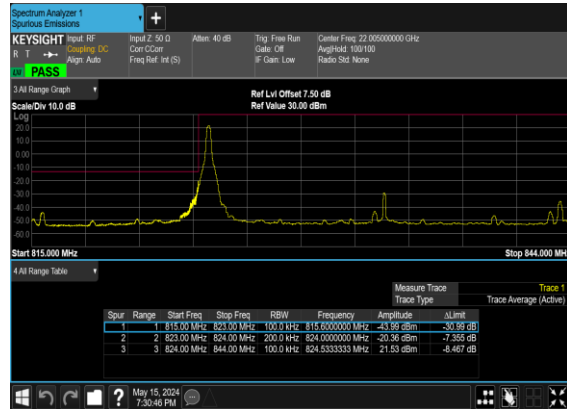 Spectrum Analyzer 1
Spurious Emissions
KEYSIGHT Input: RF Input Z: 50 Ω Atten: 40 dB Trig: Free Run Center Freq: 22.005000000 GHz
R T Coupling: DC Corr CCorr Gate: Off Avg|Hold: 100/100
Align: Auto Freq Ref: Int (S) IF Gain: Low Radio Std: None
PASS
3 All Range Graph
Ref Lvl Offset 7.50 dB
Scale/Div 10.0 dB Ref Value 30.00 dBm
Log
20.0
10.0
0.00
-10.0
-20.0
-30.0
-40.0
-50.0
-60.0
Start 815.000 MHz Stop 844.000 MH
4 All Range Table
Measure Trace Trace 1
Trace Type Trace Average (Active)
Spur Range Start Freq Stop Freq RBW Frequency Amplitude ΔLimit
1 1 815.00 MHz 823.00 MHz 100.0 kHz 815.6000000 MHz -43.99 dBm -30.99 dB
2 2 823.00 MHz 824.00 MHz 200.0 kHz 824.0000000 MHz -20.36 dBm -7.355 dB
3 3 824.00 MHz 844.00 MHz 100.0 kHz 824.5333333 MHz 21.53 dBm -8.467 dB
? May 15, 2024
7:30:46 PM